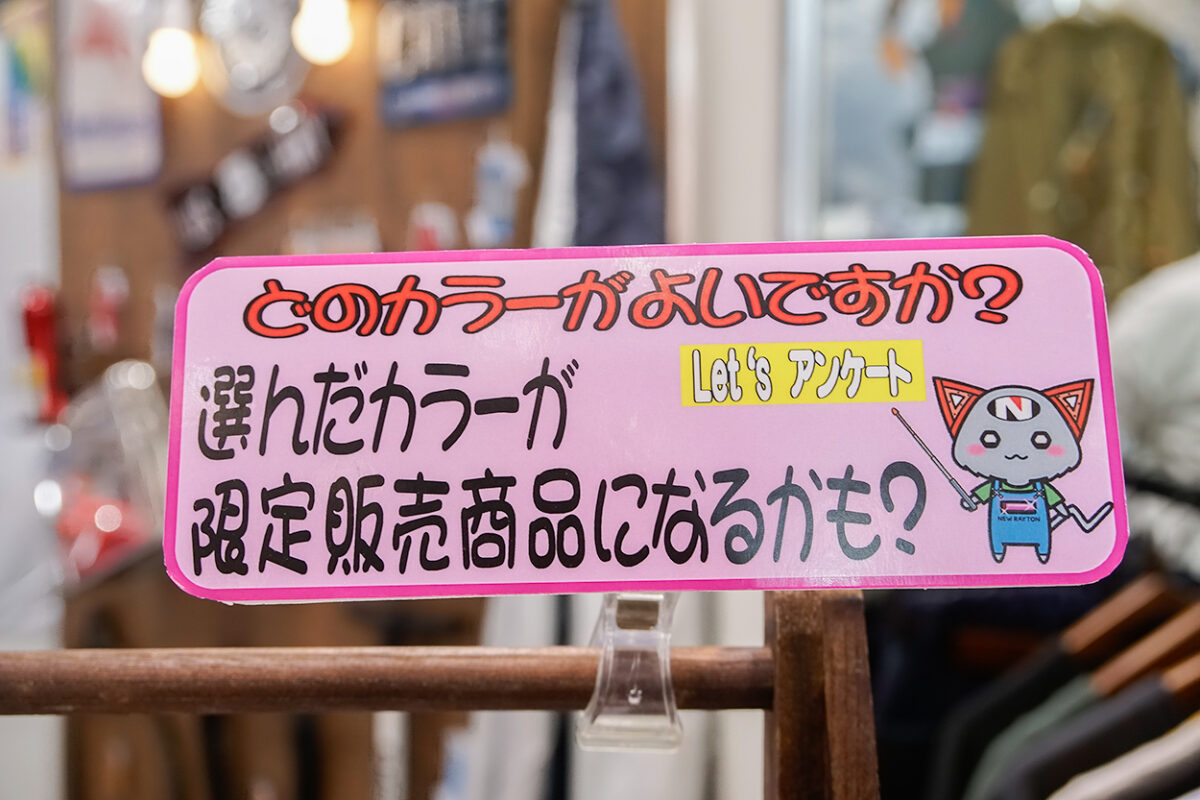 どのカラーがよいですか?
Let's アンケート
選んだカラーが
限定販売商品になるかも?
N
NEW RAYTON